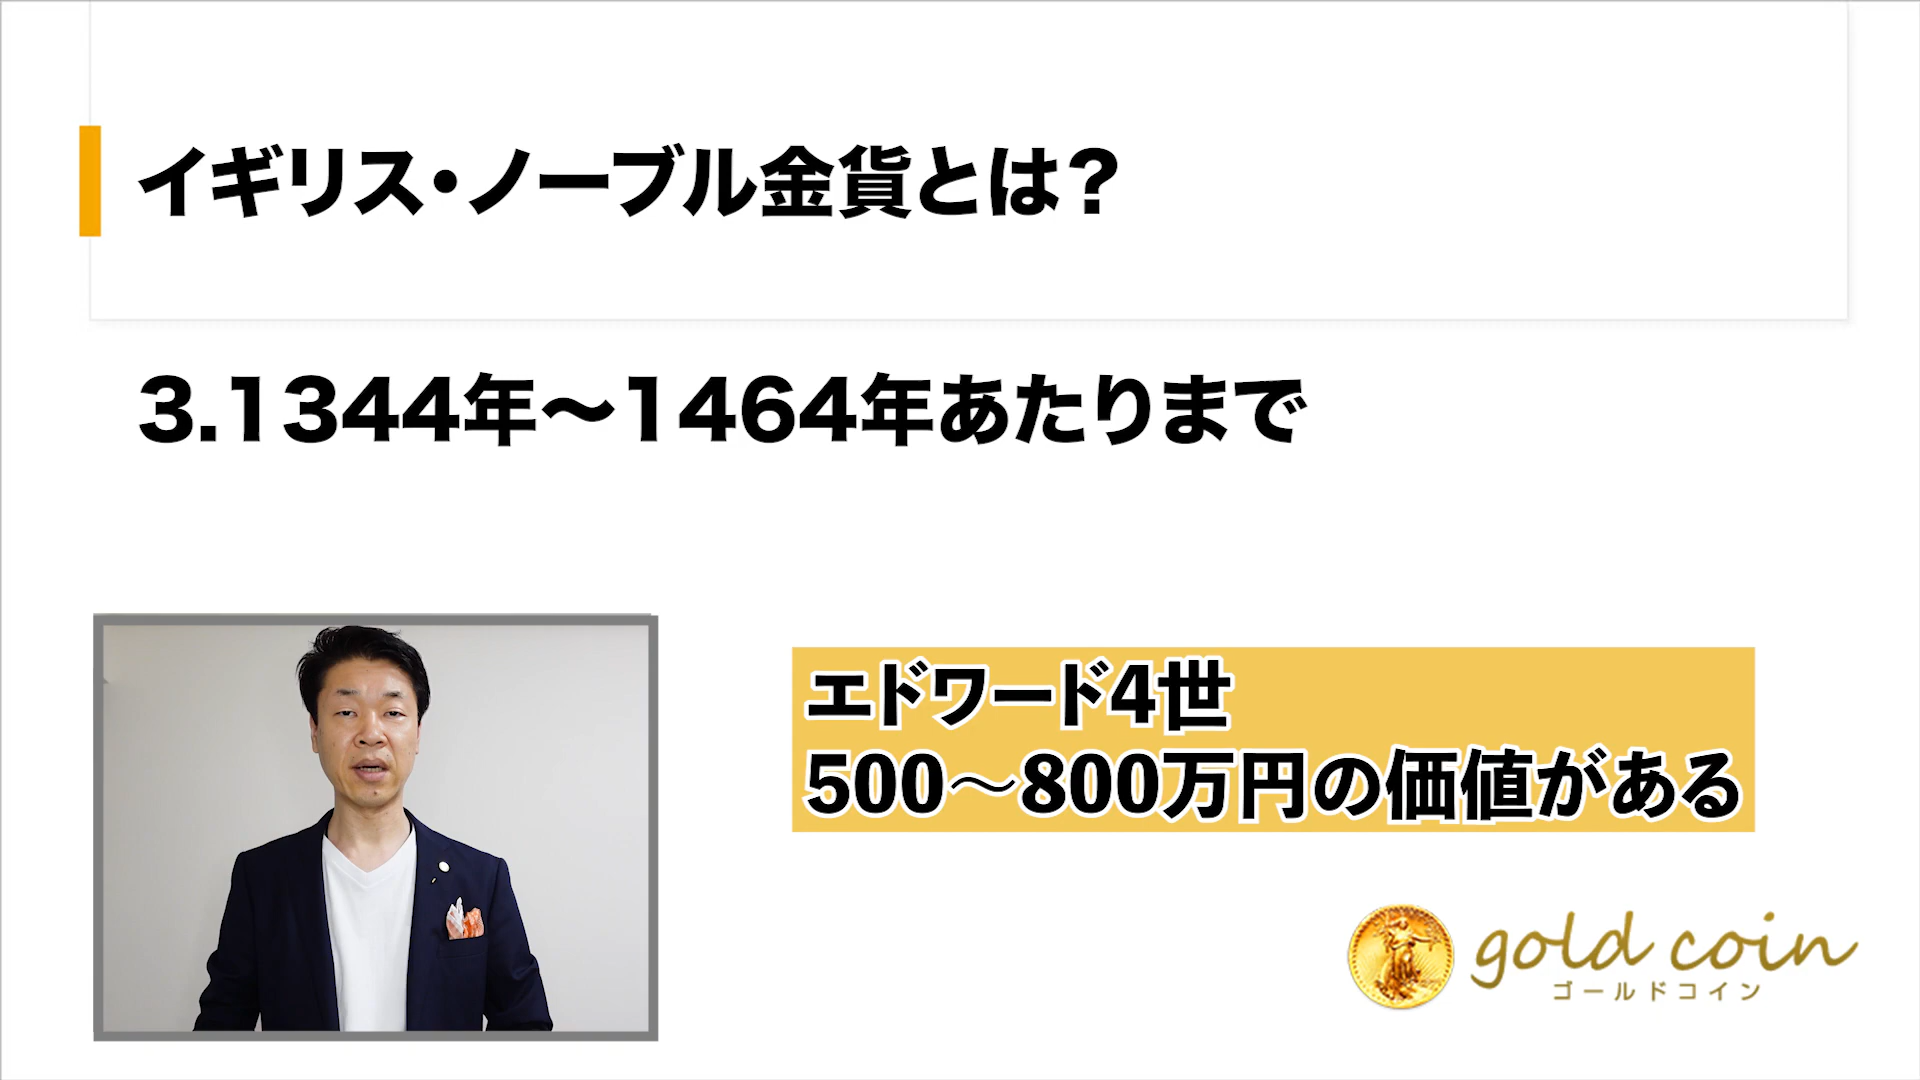 イギリス・ノーブル金貨とは？
3.1344年〜1464年あたりまで
エドワード4世
500〜800万円の価値がある
gold coin
ゴールドコイン